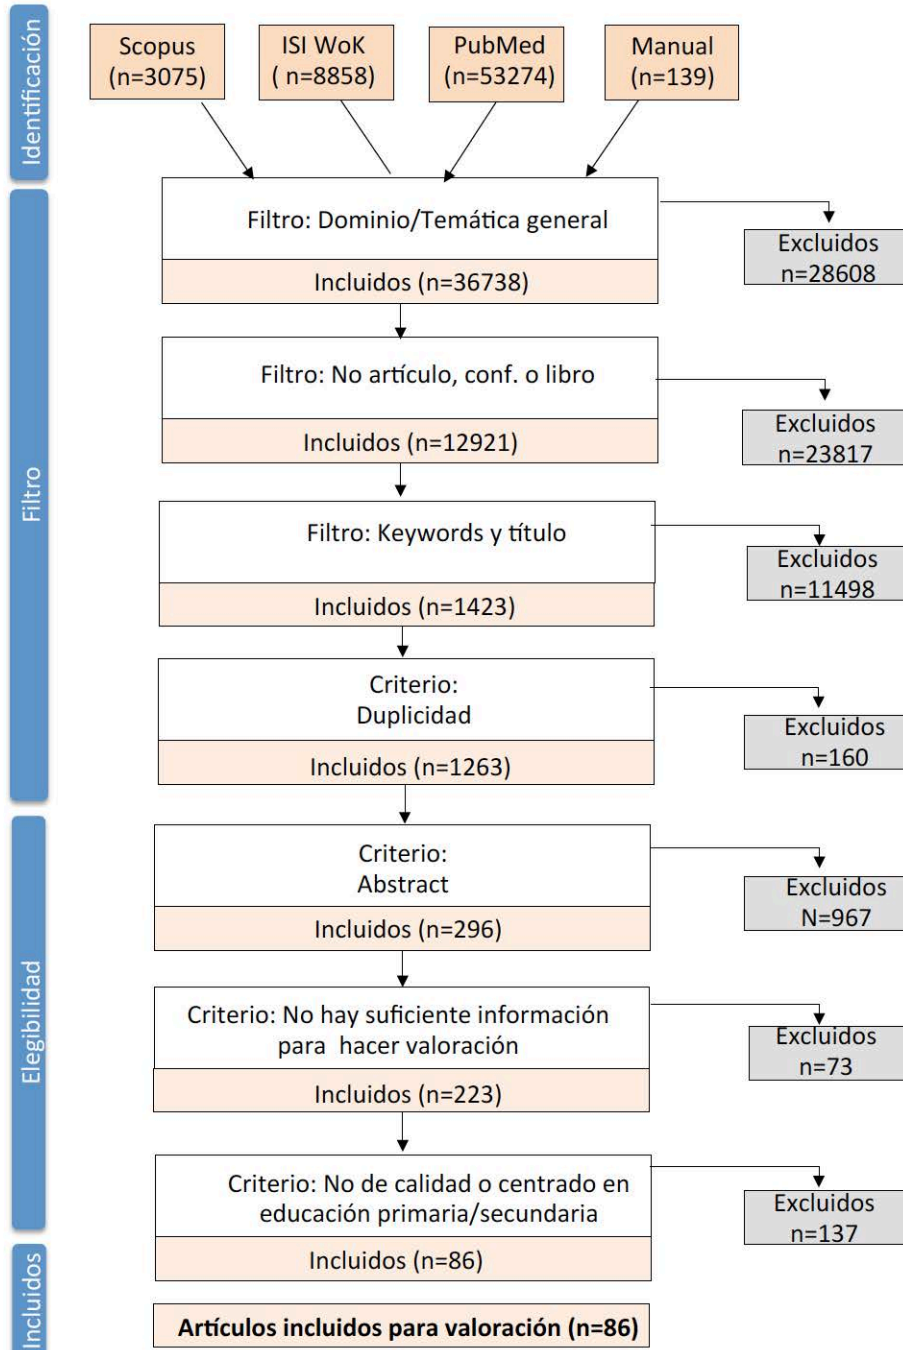 Identificación
Scopus
(n=3075)
ISI WoK
( n=8858)
PubMed
(n=53274)
Manual
(n=139)
Filtro
Filtro: Dominio/Temática general
Incluidos (n=36738)
Excluidos
n=28608
Filtro: No artículo, conf. o libro
Incluidos (n=12921)
Excluidos
n=23817
Filtro: Keywords y título
Incluidos (n=1423)
Excluidos
n=11498
Criterio:
Duplicidad
Incluidos (n=1263)
Excluidos
n=160
Elegibilidad
Criterio:
Abstract
Incluidos (n=296)
Excluidos
N=967
Criterio: No hay suficiente información
para hacer valoración
Incluidos (n=223)
Excluidos
n=73
Criterio: No de calidad o centrado en
educación primaria/secundaria
Incluidos (n=86)
Excluidos
n=137
Incluidos
Artículos incluidos para valoración (n=86)